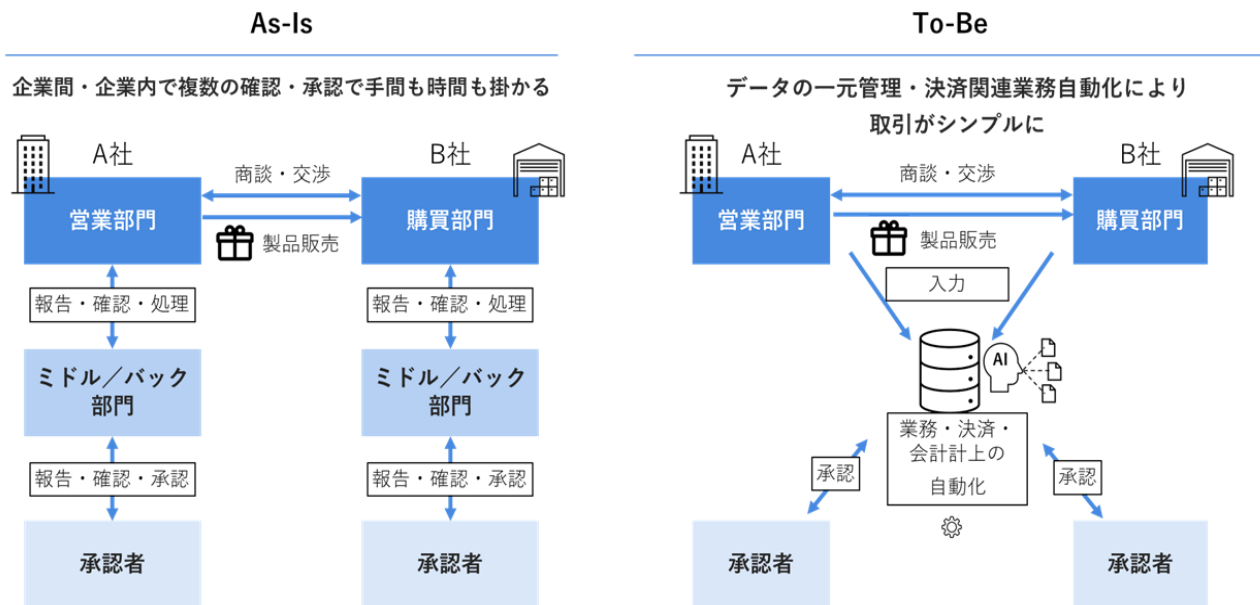 As-Is
企業間・企業内で複数の確認・承認で手間も時間も掛かる
A社
B社
商談・交渉
営業部門
購買部門
製品販売
報告・確認・処理
報告・確認・処理
ミドル／バック
部門
ミドル／バック
部門
報告・確認・承認
報告・確認・承認
承認者
承認者
To-Be
データの一元管理・決済関連業務自動化により
取引がシンプルに
A社
B社
商談・交渉
営業部門
購買部門
製品販売
入力
AI
業務・決済・
会計計上の
自動化
承認
承認
承認者
承認者